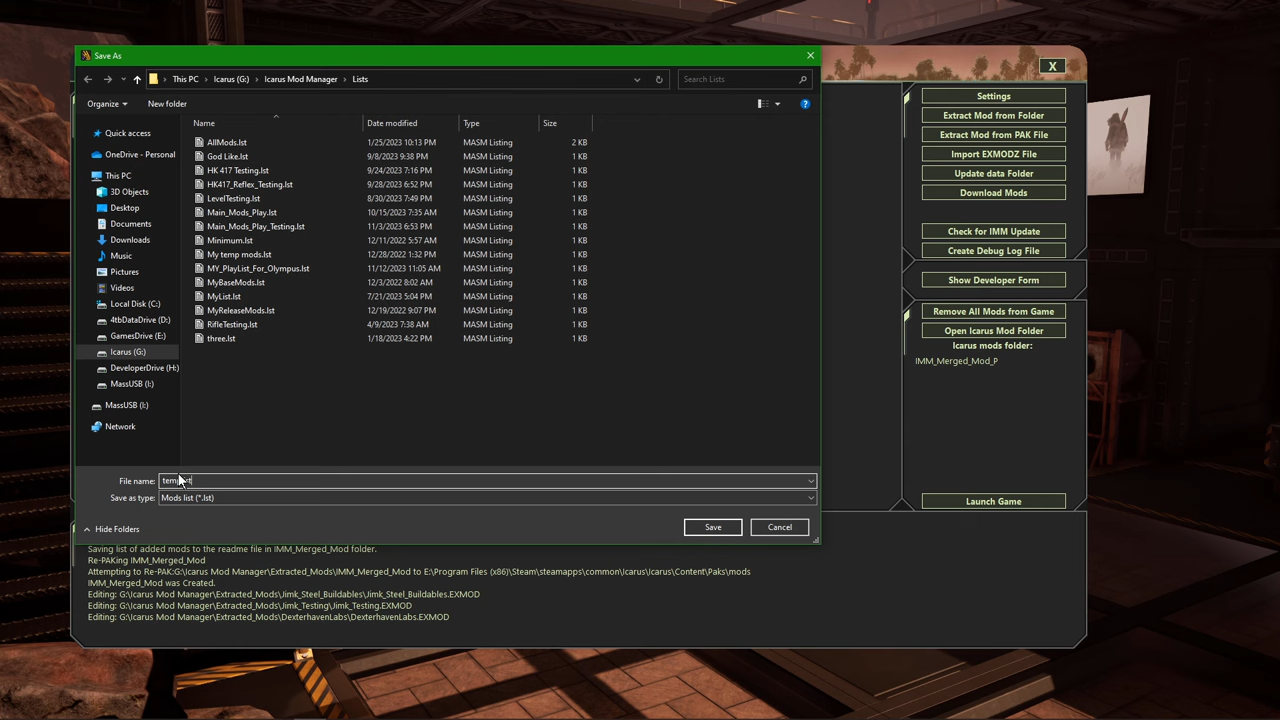 Save As
X
This PC > Icarus (G:) > Icarus Mod Manager > Lists
Search Lists
Organize
New folder
Name
Date modified
Type
Size
AllMods.lst 1/25/2023 10:13 PM MASM Listing 2 KB
God Like.lst 9/8/2023 9:38 PM MASM Listing 1 KB
HK 417 Testing.lst 9/24/2023 7:16 PM MASM Listing 1 KB
HK417_Reflex_Testing.lst 9/28/2023 6:52 PM MASM Listing 1 KB
LevelTesting.lst 8/30/2023 7:49 PM MASM Listing 1 KB
Main_Mods_Play.lst 10/15/2023 7:35 AM MASM Listing 1 KB
Main_Mods_Play_Testing.lst 11/3/2023 6:53 PM MASM Listing 1 KB
Minimum.lst 12/11/2022 5:57 AM MASM Listing 1 KB
My temp mods.lst 12/28/2022 1:32 PM MASM Listing 1 KB
MY_PlayList_For_Olympus.lst 11/12/2023 11:05 AM MASM Listing 1 KB
MyBaseMods.lst 12/3/2022 8:02 AM MASM Listing 1 KB
MyList.lst 7/21/2023 5:04 PM MASM Listing 1 KB
MyReleaseMods.lst 12/19/2022 9:07 PM MASM Listing 1 KB
RifleTesting.lst 4/9/2023 7:38 AM MASM Listing 1 KB
three.lst 1/18/2023 4:22 PM MASM Listing 1 KB
Quick access
OneDrive - Personal
This PC
3D Objects
Desktop
Documents
Downloads
Music
Pictures
Videos
Local Disk (C:)
4tbDataDrive (D:)
GamesDrive (E:)
Icarus (G:)
DeveloperDrive (H:)
MassUSB (I:)
MassUSB (I:)
Network
File name:
Save as type: Mods list (*.lst)
Hide Folders
Save
Cancel
Settings
Extract Mod from Folder
Extract Mod from PAK File
Import EXMODZ File
Update data Folder
Download Mods
Check for IMM Update
Create Debug Log File
Show Developer Form
Remove All Mods from Game
Open Icarus Mod Folder
Icarus mods folder:
IMM_Merged_Mod_P
Launch Game
Saving list of added mods to the readme file in IMM_Merged_Mod folder.
Re-PAKing IMM_Merged_Mod
Attempting to Re-PAK:G:\Icarus Mod Manager\Extracted_Mods\IMM_Merged_Mod to E:\Program Files (x86)\Steam\steamapps\common\Icarus\Icarus\Content\Paks\mods
IMM_Merged_Mod was Created.
Editing: G:\Icarus Mod Manager\Extracted_Mods\Jimk_Steel_Buildables\Jimk_Steel_Buildables.EXMOD
Editing: G:\Icarus Mod Manager\Extracted_Mods\Jimk_Testing\Jimk_Testing.EXMOD
Editing: G:\Icarus Mod Manager\Extracted_Mods\DexterhavenLabs\DexterhavenLabs.EXMOD